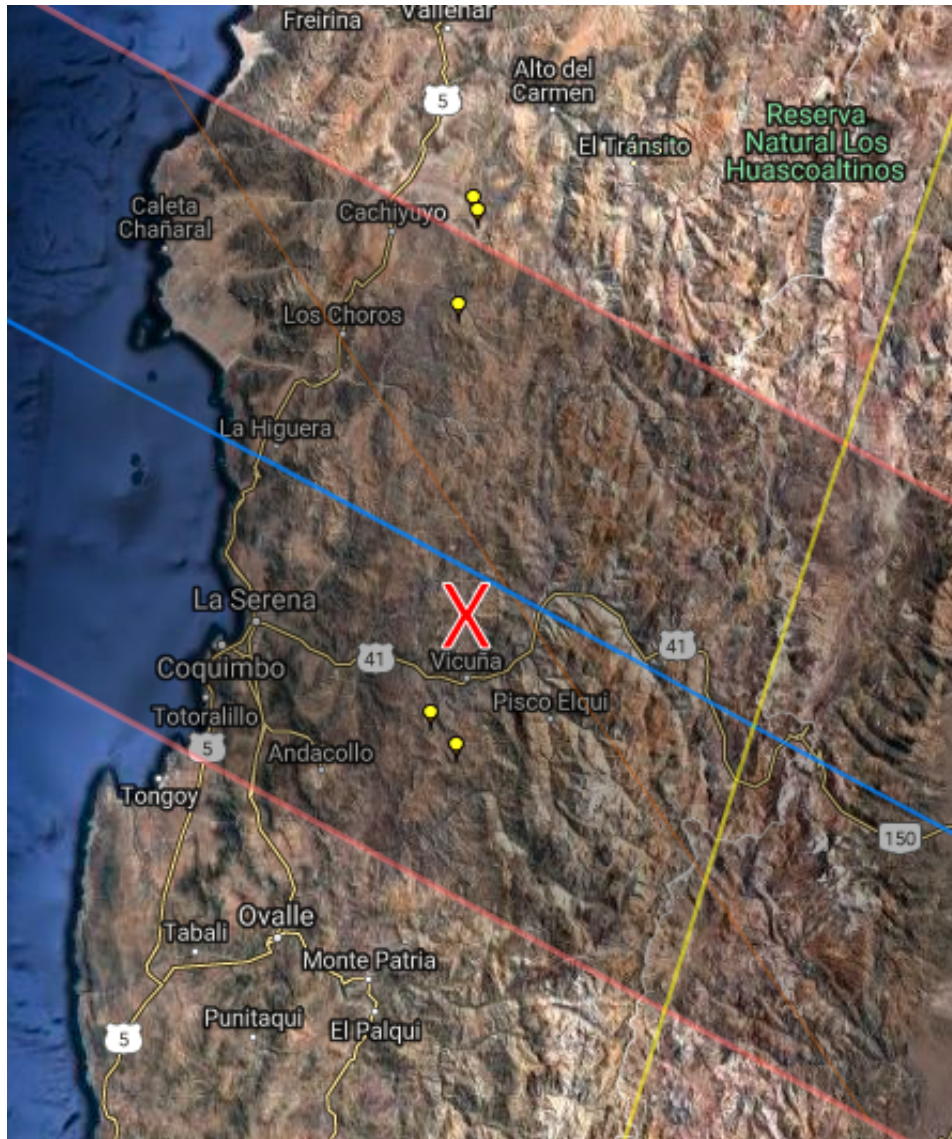 Freirina
Vallenar
5
Alto del
Carmen
Reserva
Natural Los
Huascoaltinos
El Tránsito
Caleta
Chañaral
Cachiyuyo
Los Choros
La Higuera
La Serena
X
41
41
Coquimbo
Vicuña
Pisco Elqui
Totoralillo
5
Andacollo
Tongoy
150
Ovalle
Tabali
Monte Patria
Punitaqui
El Palqui
5